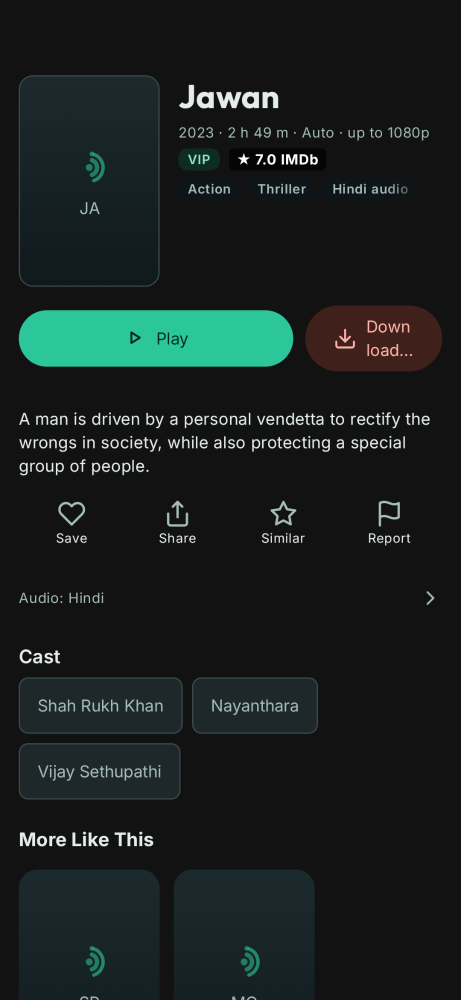 Jawan
JA
2023 · 2 h 49 m · Auto · up to 1080p
VIP ★ 7.0 IMDb
Action Thriller Hindi audio
Play
Down
load...
A man is driven by a personal vendetta to rectify the
wrongs in society, while also protecting a special
group of people.
Save Share Similar Report
Audio: Hindi
Cast
Shah Rukh Khan Nayanthara
Vijay Sethupathi
More Like This